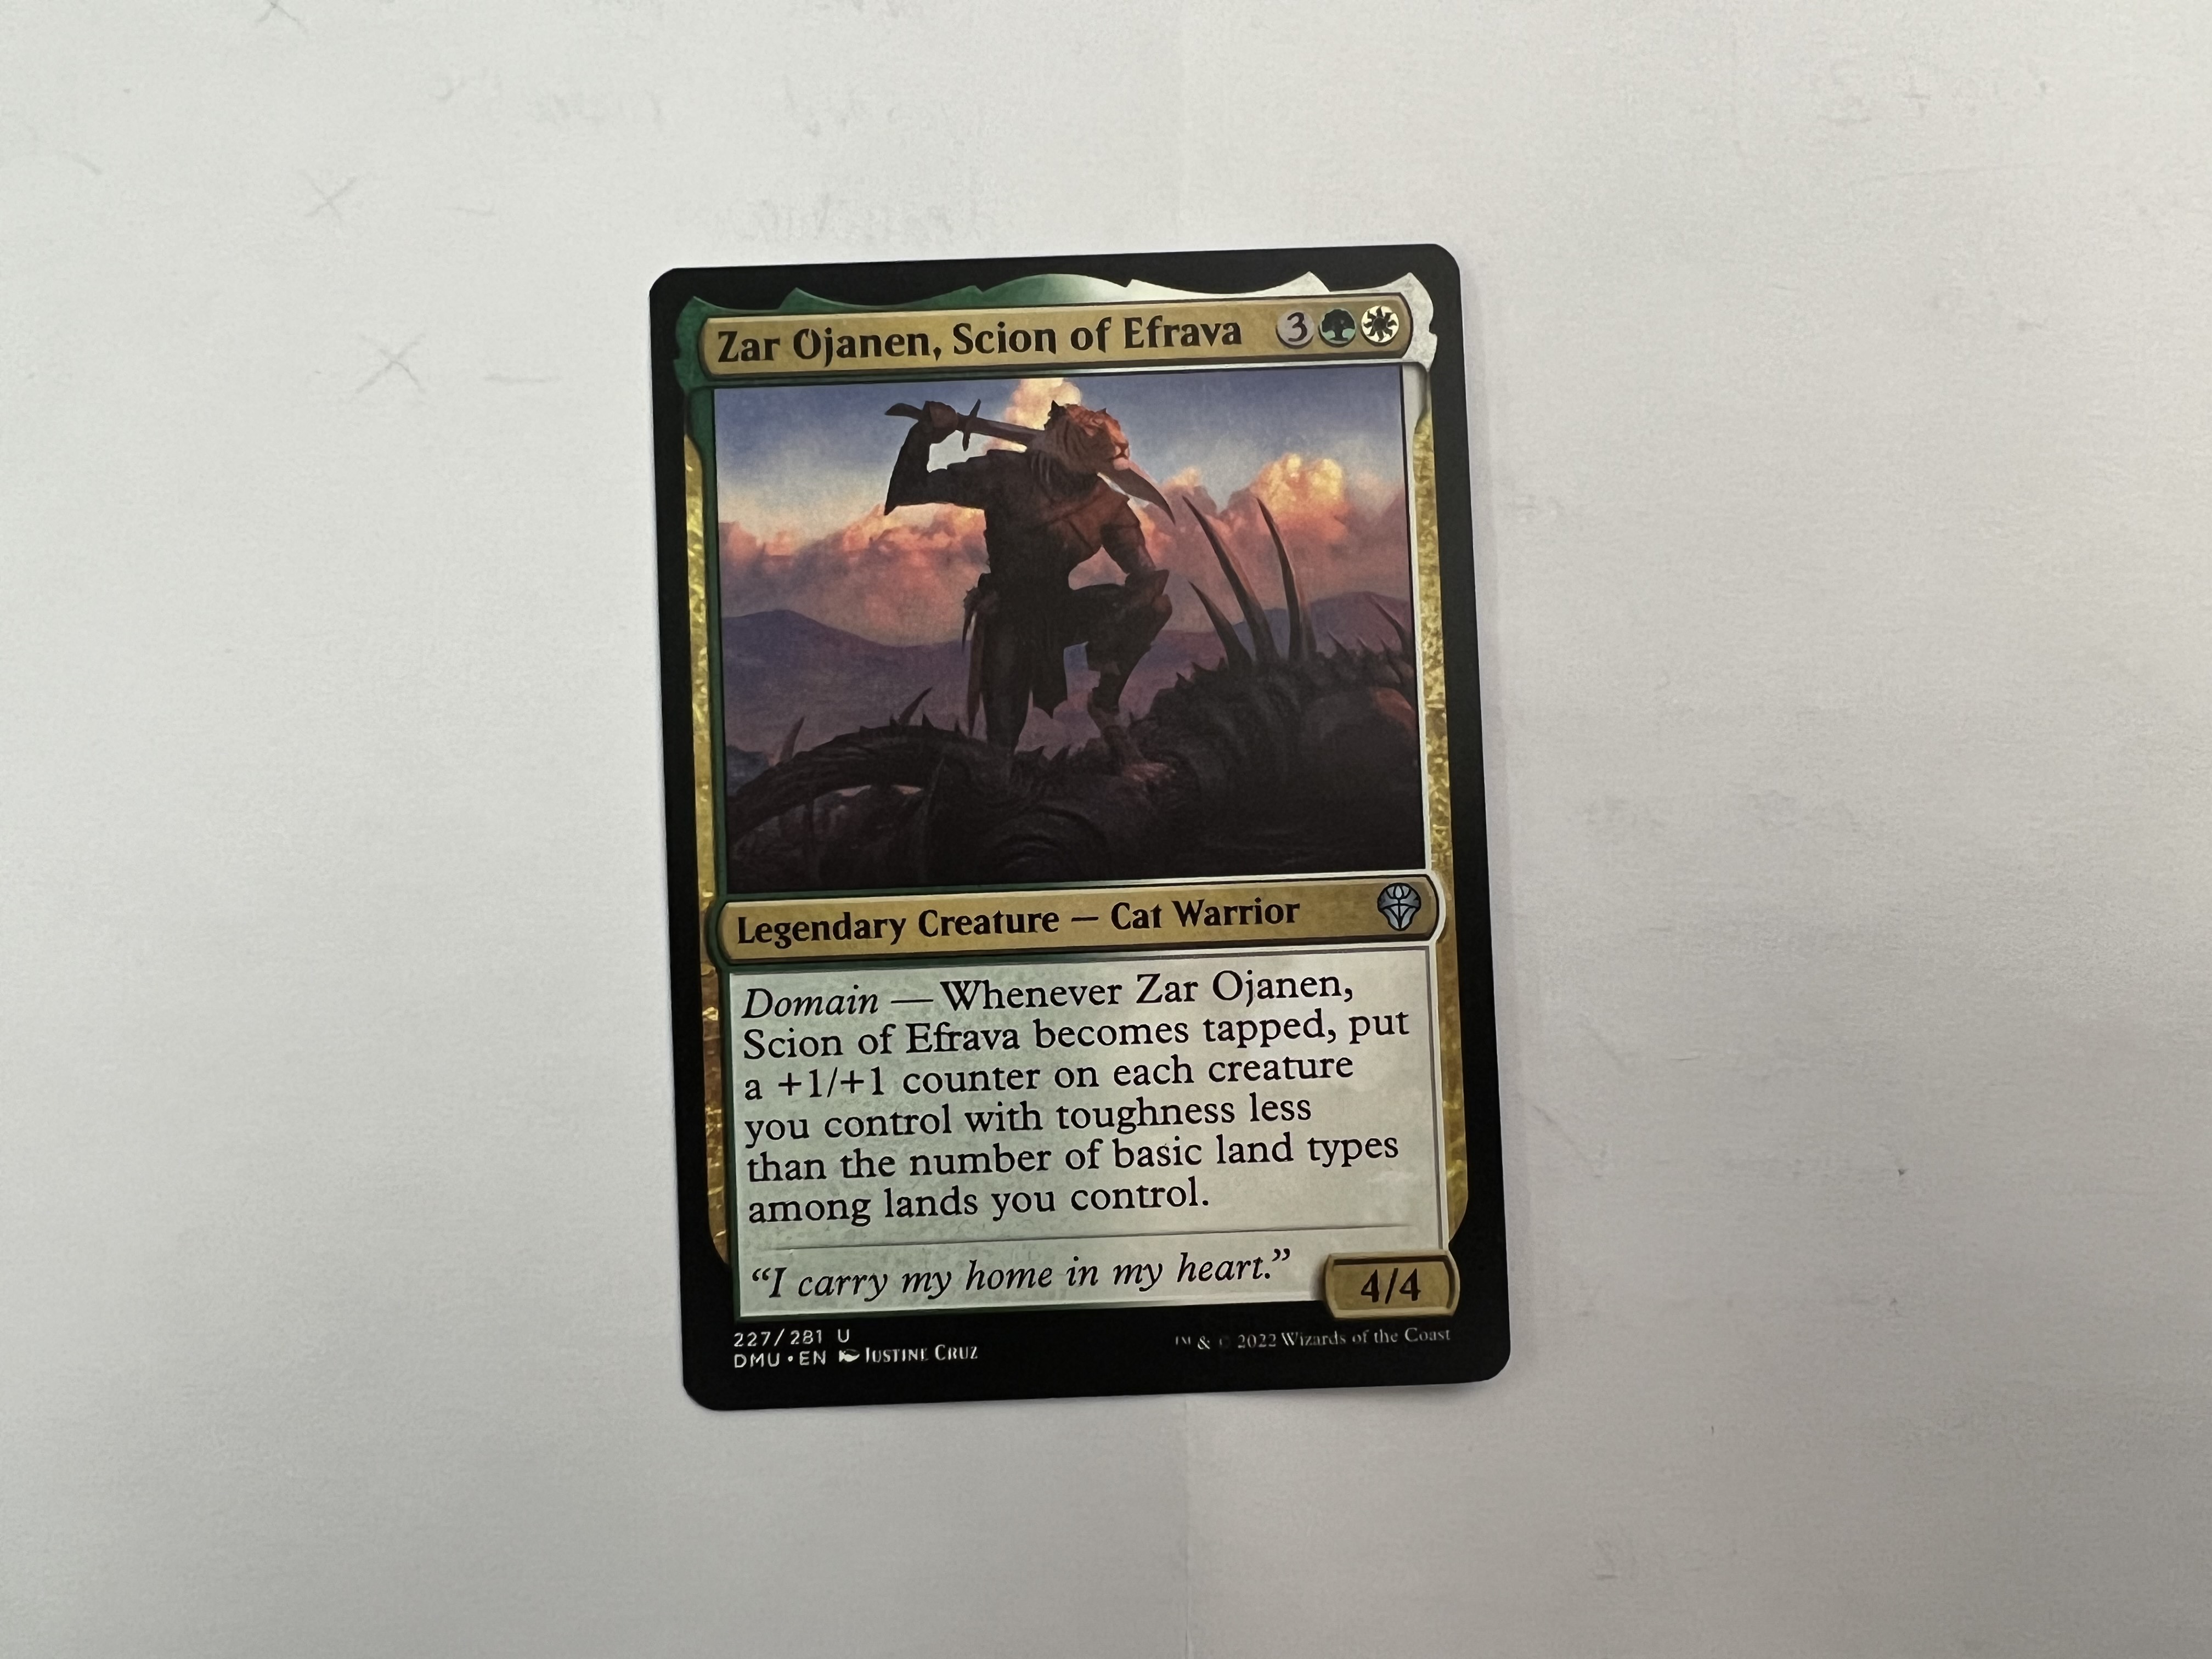 Zar Ojanen, Scion of Efrava 3
Legendary Creature — Cat Warrior
Domain — Whenever Zar Ojanen,
Scion of Efrava becomes tapped, put
a +1/+1 counter on each creature
you control with toughness less
than the number of basic land types
among lands you control.
“I carry my home in my heart.”
4/4
227/281 U
DMU • EN Justine Cruz
™ & © 2022 Wizards of the Coast